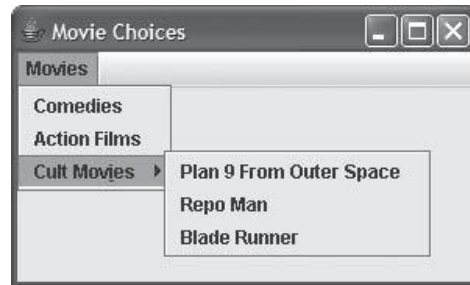 Movie Choices
Movies
Comedies
Action Films
Cult Movies
Plan 9 From Outer Space
Repo Man
Blade Runner